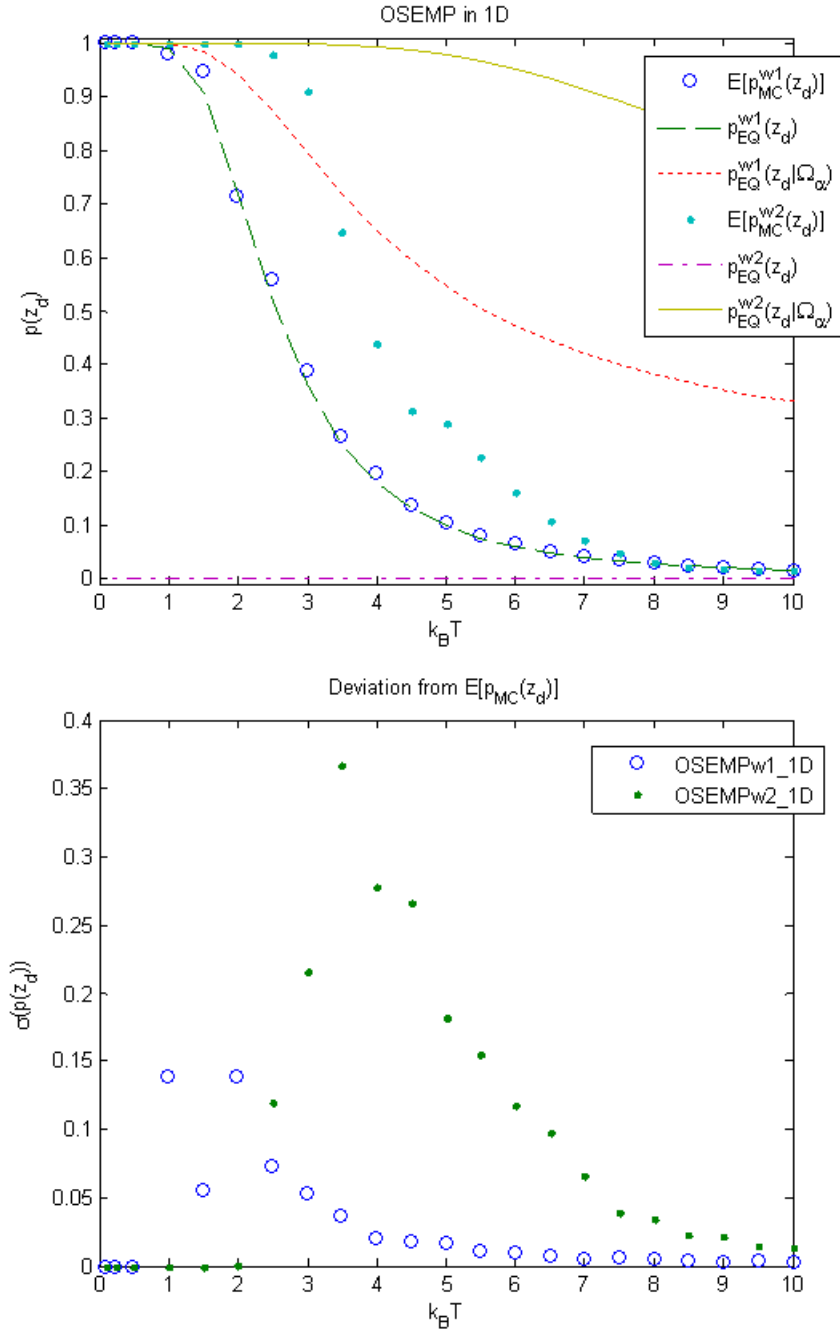 OSEMP in 1D
1
0.9
0.8
0.7
0.6
0.5
0.4
0.3
0.2
0.1
0
p(z_d)
E[p_MC^w1(z_d)]
p_EQ^w1(z_d)
p_EQ^w1(z_d|Ω_α)
E[p_MC^w2(z_d)]
p_EQ^w2(z_d)
p_EQ^w2(z_d|Ω_α)
0 1 2 3 4 5 6 7 8 9 10
k_B T
Deviation from E[p_MC(z_d)]
0.4
0.35
0.3
0.25
0.2
0.15
0.1
0.05
0
σ(p(z_d))
OSEMPw1_1D
OSEMPw2_1D
0 1 2 3 4 5 6 7 8 9 10
k_B T